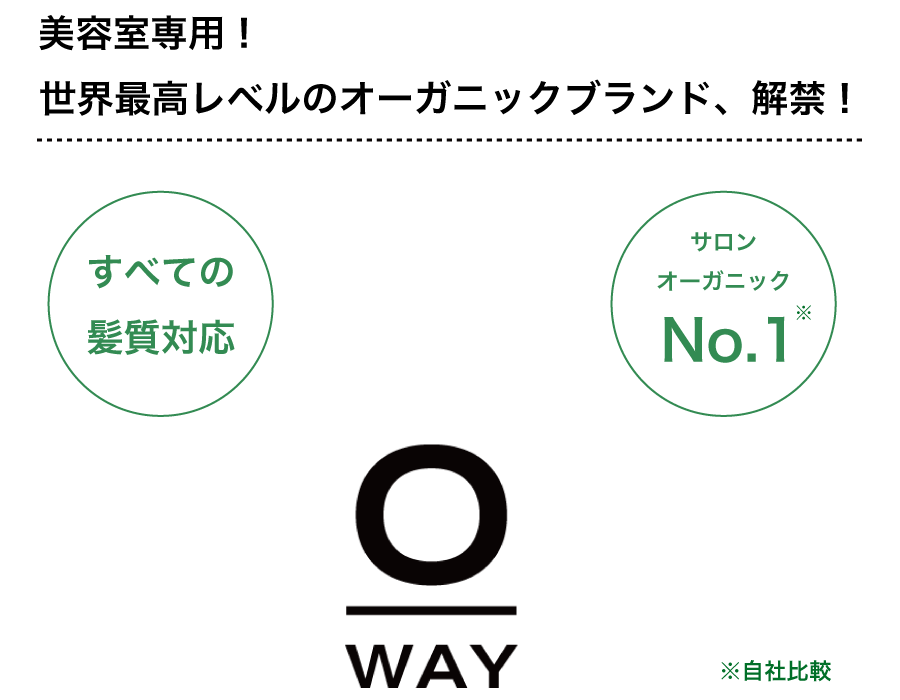 美容室専用！
世界最高レベルのオーガニックブランド、解禁！
すべての
髪質対応
サロン
オーガニック
No.1※
O
WAY
※自社比較